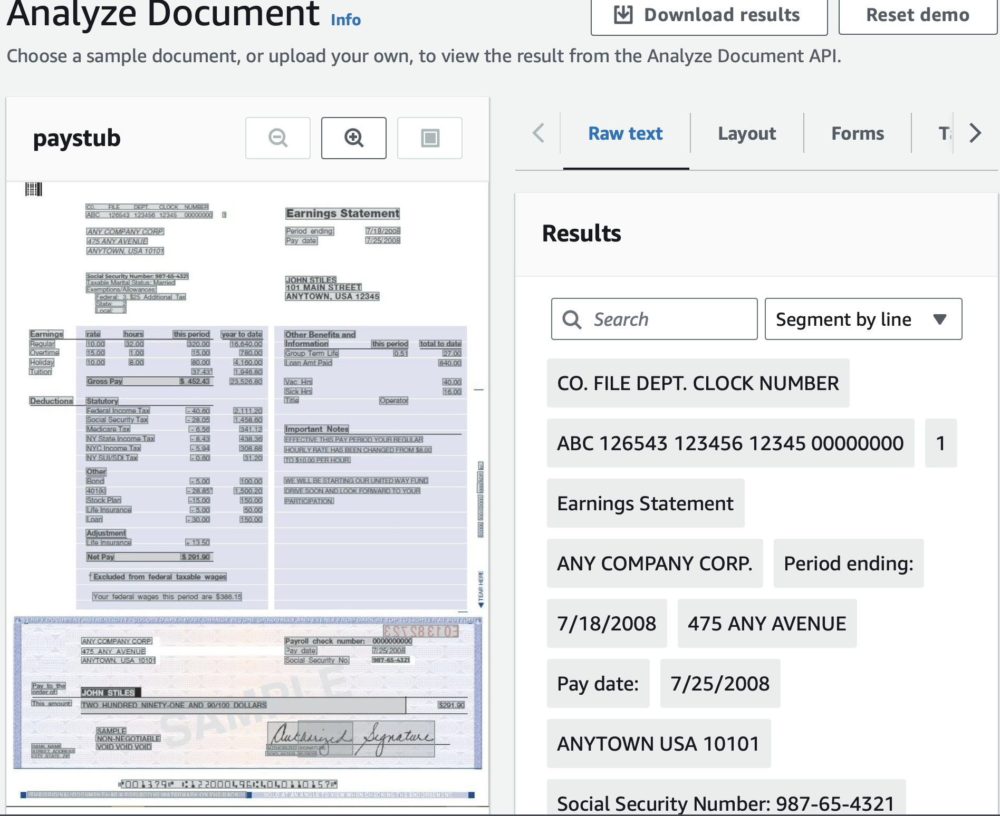 Analyze Document Info
Download results
Reset demo
Choose a sample document, or upload your own, to view the result from the Analyze Document API.
paystub
CO. FILE DEPT. CLOCK NUMBER
ABC 126543 123456 12345 00000000 1
ANY COMPANY CORP.
475 ANY AVENUE
ANYTOWN, USA 10101
Earnings Statement
Period ending: 7/18/2008
Pay date: 7/25/2008
Social Security Number: 987-65-4321
Taxable Marital Status: Married
Exemptions/Allowances:
Federal: 3, $25 Additional Tax
State: 2
Local: 2
JOHN STILES
101 MAIN STREET
ANYTOWN, USA 12345
Earnings rate hours this period year to date
Regular 10.00 32.00 320.00 16,640.00
Overtime 15.00 1.00 15.00 780.00
Holiday 10.00 8.00 80.00 4,160.00
Tuition 37.43* 1,946.80
Gross Pay $ 452.43 23,526.80
Deductions Statutory
Federal Income Tax - 40.60 2,111.20
Social Security Tax - 28.05 1,458.60
Medicare Tax - 6.56 341.12
NY State Income Tax - 8.43 438.36
NYC Income Tax - 5.94 308.88
NY SUI/SDI Tax - 0.60 31.20
Other
Bond - 5.00 100.00
401(k) - 28.85* 1,500.20
Stock Plan -15.00 150.00
Life Insurance - 5.00 50.00
Loan - 30.00 150.00
Adjustment
Life Insurance + 13.50
Net Pay $ 291.90
* Excluded from federal taxable wages
Your federal wages this period are $386.15
Other Benefits and
Information this period total to date
Group Term Life 0.51 27.00
Loan Amt Paid 840.00
Vac Hrs 40.00
Sick Hrs 16.00
Title Operator
Important Notes
EFFECTIVE THIS PAY PERIOD YOUR REGULAR
HOURLY RATE HAS BEEN CHANGED FROM $8.00
TO $10.00 PER HOUR.
WE WILL BE STARTING OUR UNITED WAY FUND
DRIVE SOON AND LOOK FORWARD TO YOUR
PARTICIPATION.
TEAR HERE
VERIFY DOCUMENT AUTHENTICITY - COLORED AREA MUST CHANGE IN TONE GRADUALLY AND EVENLY FROM DARK AT TOP TO LIGHTER AT BOTTOM
E01382723
ANY COMPANY CORP.
475 ANY AVENUE
ANYTOWN, USA 10101
Payroll check number: 0000000000
Pay date: 7/25/2008
Social Security No. 987-65-4321
Pay to the
order of: JOHN STILES
This amount: TWO HUNDRED NINETY-ONE AND 90/100 DOLLARS $291.90
SAMPLE
SAMPLE
NON-NEGOTIABLE
VOID VOID VOID
BANK NAME
STREET ADDRESS
CITY STATE ZIP
Authorized Signature
AUTHORIZED SIGNATURE
VOID AFTER 90 DAYS
⑈001379⑈ ⑆122000496⑆4040110157⑈
THE ORIGINAL DOCUMENT HAS A REFLECTIVE WATERMARK ON THE BACK
HOLD AT AN ANGLE TO VIEW WHEN CHECKING THE ENDORSEMENT.
Raw text
Layout
Forms
Results
Search
Segment by line
CO. FILE DEPT. CLOCK NUMBER
ABC 126543 123456 12345 00000000
1
Earnings Statement
ANY COMPANY CORP.
Period ending:
7/18/2008
475 ANY AVENUE
Pay date:
7/25/2008
ANYTOWN USA 10101
Social Security Number: 987-65-4321